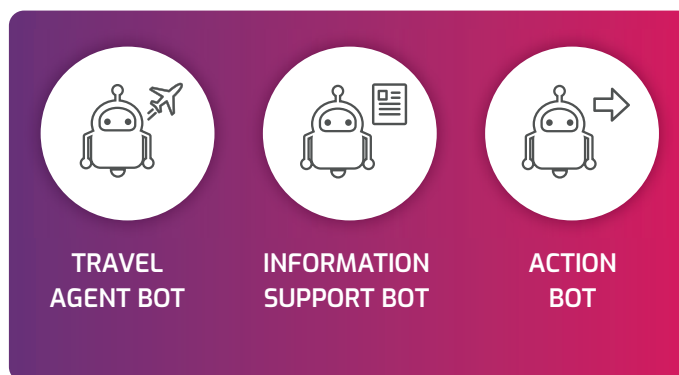 TRAVEL
AGENT BOT
INFORMATION
SUPPORT BOT
ACTION
BOT